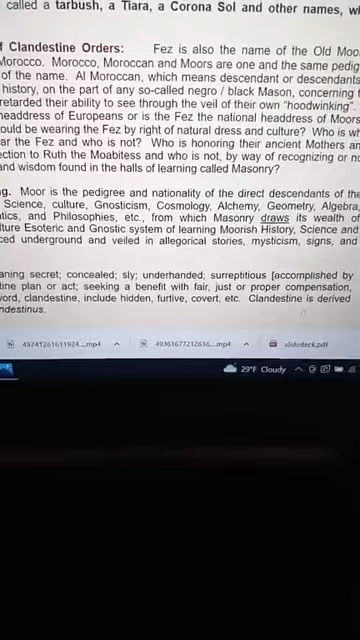 called a tarbush, a Tiara, a Corona Sol and other names, wh
f Clandestine Orders: Fez is also the name of the Old Moo
Morocco. Morocco, Moroccan and Moors are one and the same pedig
of the name. Al Moroccan, which means descendant or descendants
history, on the part of any so-called negro / black Mason, concerning t
retarded their ability to see through the veil of their own “hoodwinking”.
headdress of Europeans or is the Fez the national headdress of Moors
ould be wearing the Fez by right of natural dress and culture? Who is wh
ar the Fez and who is not? Who is honoring their ancient Mothers an
ection to Ruth the Moabitess and who is not, by way of recognizing or no
and wisdom found in the halls of learning called Masonry?
g. Moor is the pedigree and nationality of the direct descendants of the
Science, culture, Gnosticism, Cosmology, Alchemy, Geometry, Algebra,
tics, and Philosophies, etc., from which Masonry draws its wealth of
lture Esoteric and Gnostic system of learning Moorish History, Science and
ced underground and veiled in allegorical stories, mysticism, signs, and
aning secret; concealed; sly; underhanded; surreptitious [accomplished by
tine plan or act; seeking a benefit with fair, just or proper compensation,
word, clandestine, include hidden, furtive, covert, etc. Clandestine is derived
ndestinus.
49741261611924....mp4 49361677212636....mp4 slidedeck.pdf
29°F Cloudy